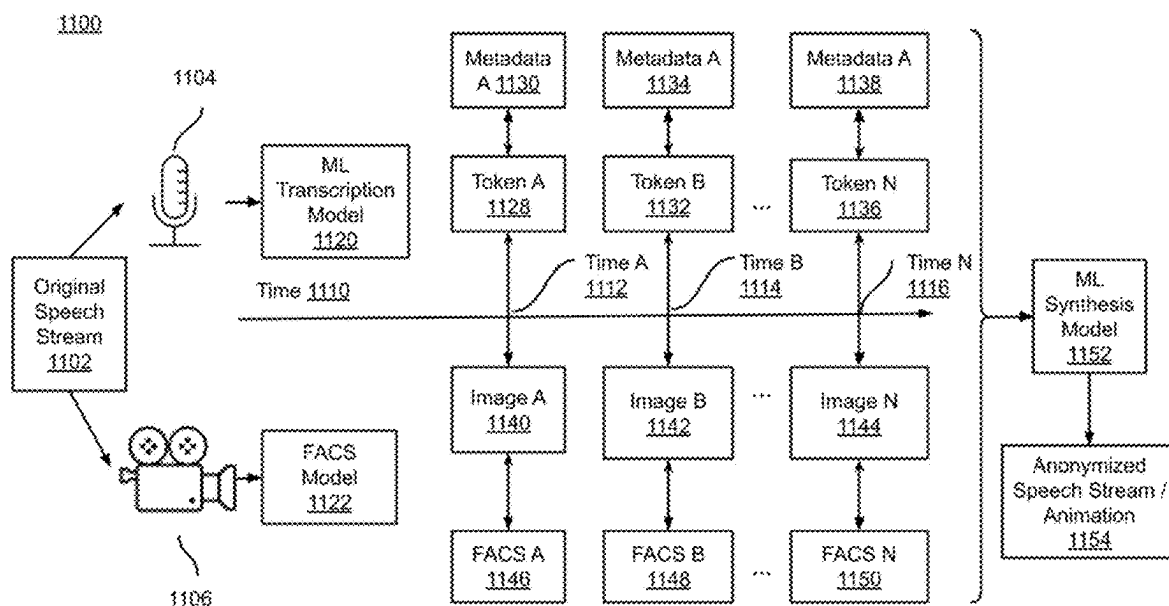 1100
1104
Original
Speech
Stream
1102
1106
ML
Transcription
Model
1120
FACS
Model
1122
Time 1110
Metadata
A 1130
Metadata A
1134
Metadata A
1138
Token A
1128
Token B
1132
...
Token N
1136
Time A
1112
Time B
1114
Time N
1116
Image A
1140
Image B
1142
...
Image N
1144
FACS A
1146
FACS B
1148
...
FACS N
1150
ML
Synthesis
Model
1152
Anonymized
Speech Stream /
Animation
1154